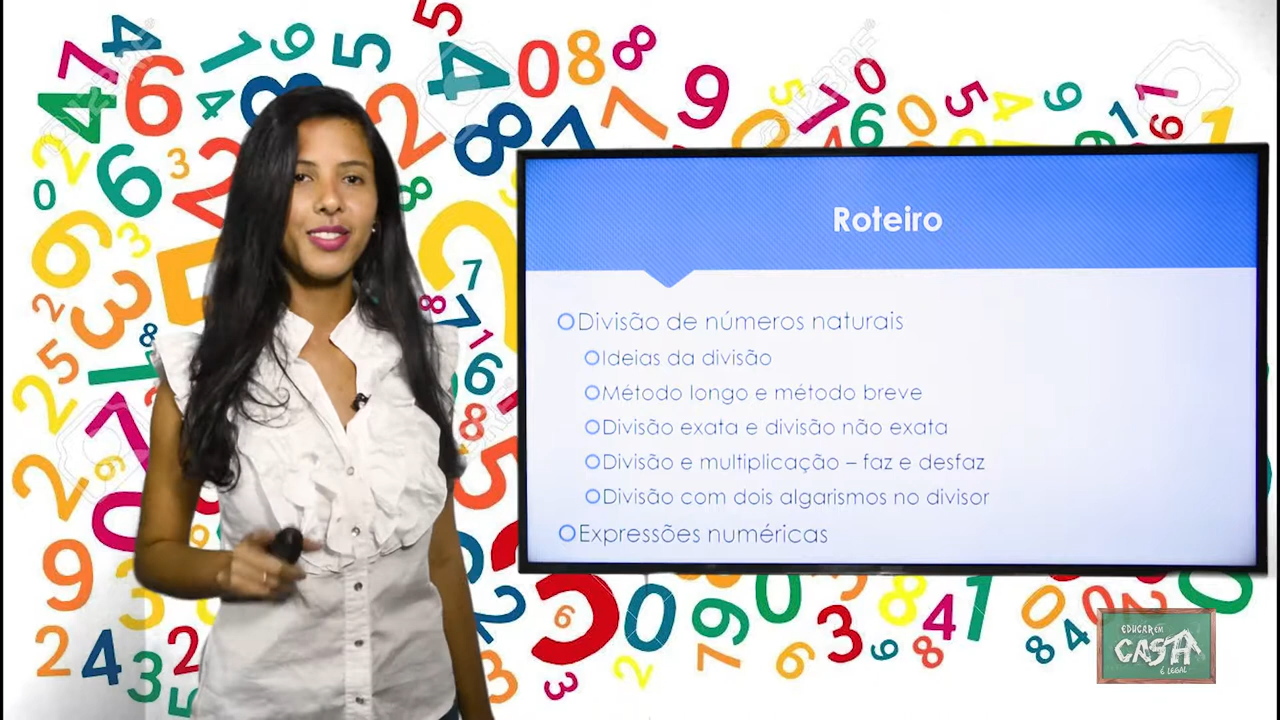 Roteiro
Divisão de números naturais
Ideias da divisão
Método longo e método breve
Divisão exata e divisão não exata
Divisão e multiplicação – faz e desfaz
Divisão com dois algarismos no divisor
Expressões numéricas
EDUCAR EM
CASA
É LEGAL